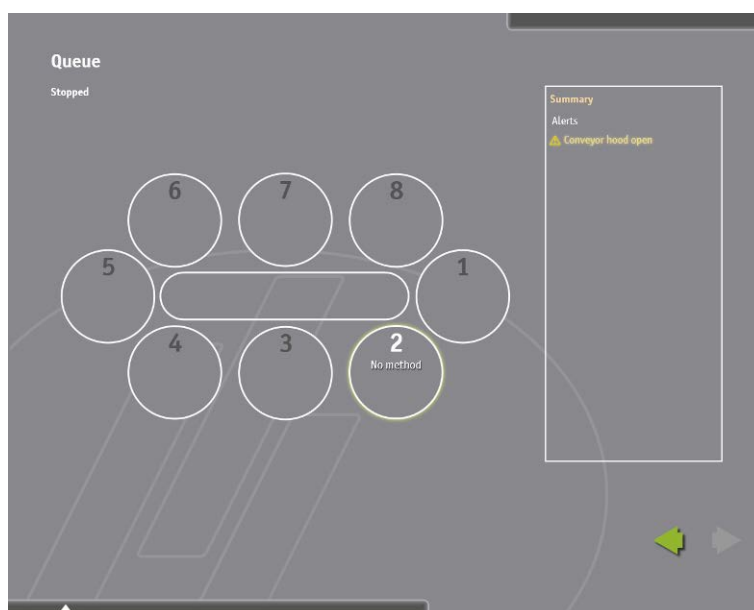 Queue
Stopped
Summary
Alerts
Conveyor hood open
6
7
8
5
1
4
3
2
No method